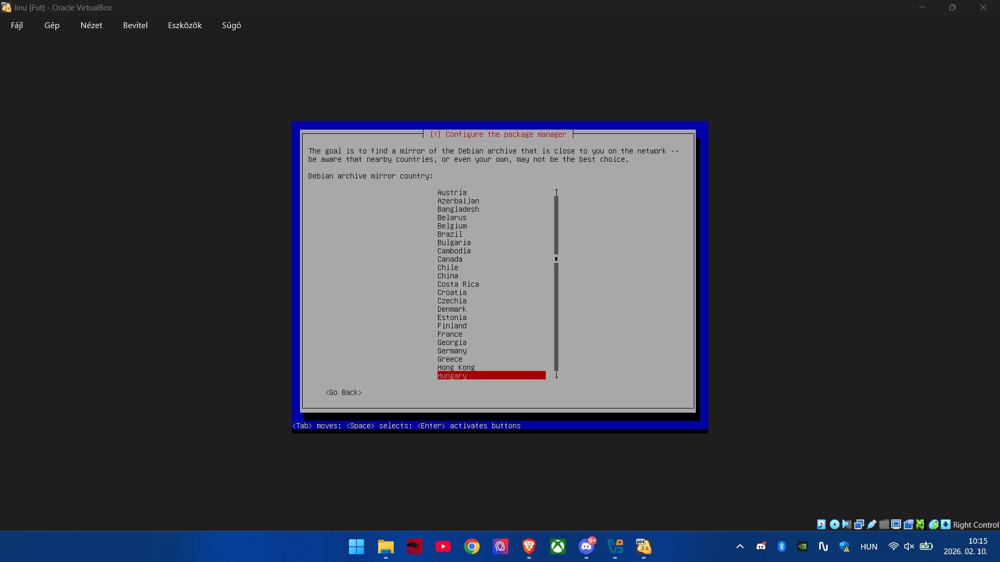 linu [Fut] - Oracle VirtualBox
Fájl Gép Nézet Bevitel Eszközök Súgó
[!] Configure the package manager
The goal is to find a mirror of the Debian archive that is close to you on the network --
be aware that nearby countries, or even your own, may not be the best choice.
Debian archive mirror country:
Austria
Azerbaijan
Bangladesh
Belarus
Belgium
Brazil
Bulgaria
Cambodia
Canada
Chile
China
Costa Rica
Croatia
Czechia
Denmark
Estonia
Finland
France
Georgia
Germany
Greece
Hong Kong
Hungary
<Go Back>
<Tab> moves; <Space> selects; <Enter> activates buttons
Right Control
x64
2.6
9+
HUN
10:15
2026. 02. 10.